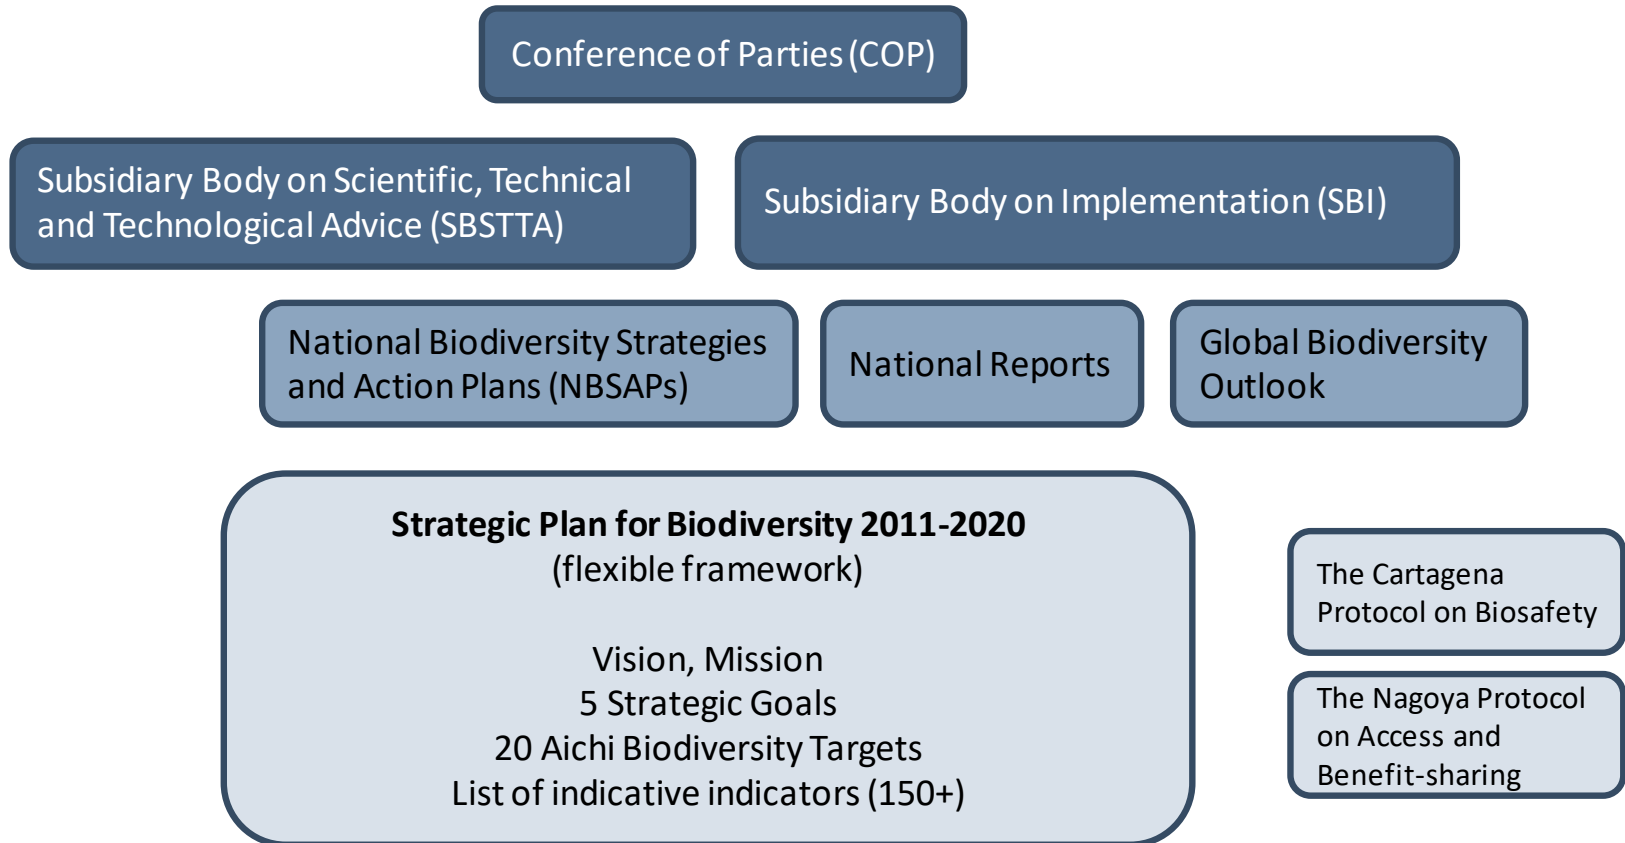 Conference of Parties (COP)
Subsidiary Body on Scientific, Technical
and Technological Advice (SBSTTA)
Subsidiary Body on Implementation (SBI)
National Biodiversity Strategies
and Action Plans (NBSAPs)
National Reports
Global Biodiversity
Outlook
Strategic Plan for Biodiversity 2011-2020
(flexible framework)
Vision, Mission
5 Strategic Goals
20 Aichi Biodiversity Targets
List of indicative indicators (150+)
The Cartagena
Protocol on Biosafety
The Nagoya Protocol
on Access and
Benefit-sharing